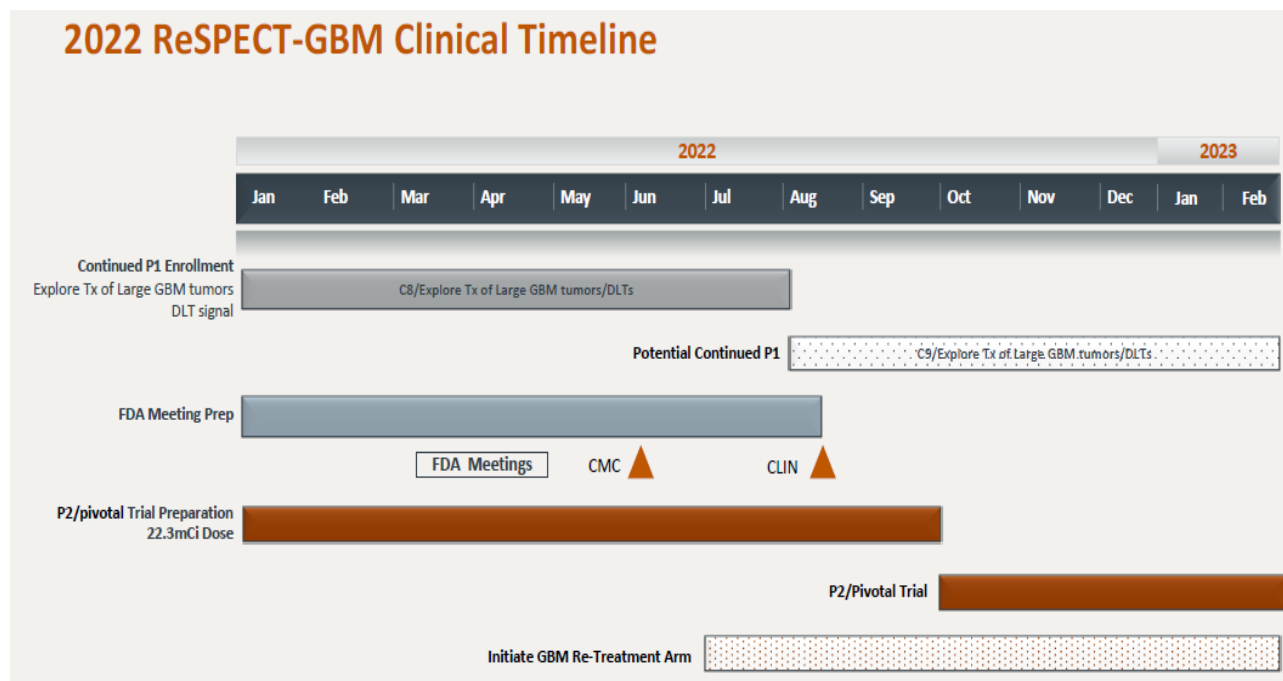 2022 ReSPECT-GBM Clinical Timeline
2022 2023
Jan Feb Mar Apr May Jun Jul Aug Sep Oct Nov Dec Jan Feb
Continued P1 Enrollment
Explore Tx of Large GBM tumors
DLT signal
C8/Explore Tx of Large GBM tumors/DLTs
Potential Continued P1
C9/Explore Tx of Large GBM tumors/DLTs
FDA Meeting Prep
FDA Meetings
CMC
CLIN
P2/pivotal Trial Preparation
22.3mCi Dose
P2/Pivotal Trial
Initiate GBM Re-Treatment Arm